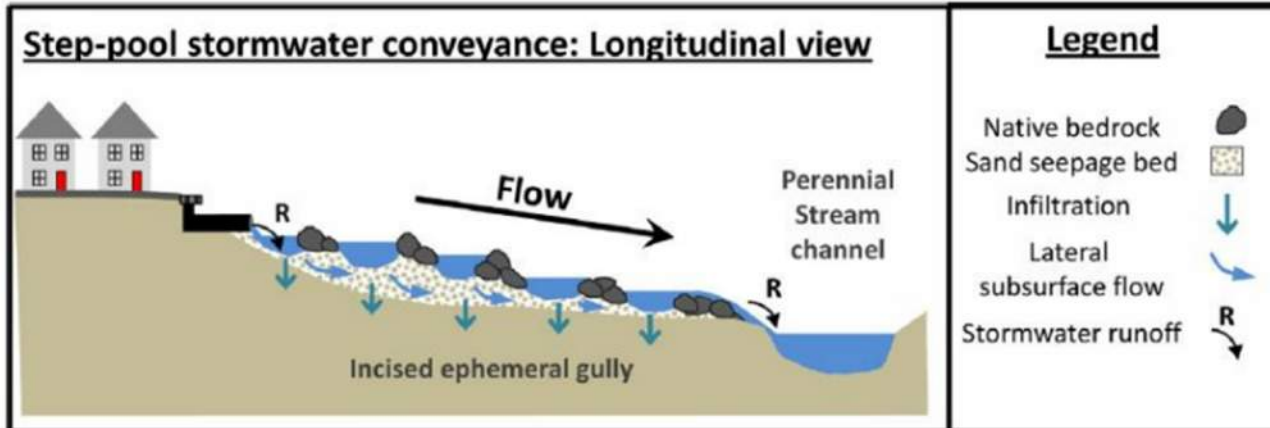 Step-pool stormwater conveyance: Longitudinal view
R
Flow
Perennial
Stream
channel
R
Incised ephemeral gully
Legend
Native bedrock
Sand seepage bed
Infiltration
Lateral
subsurface flow
R
Stormwater runoff